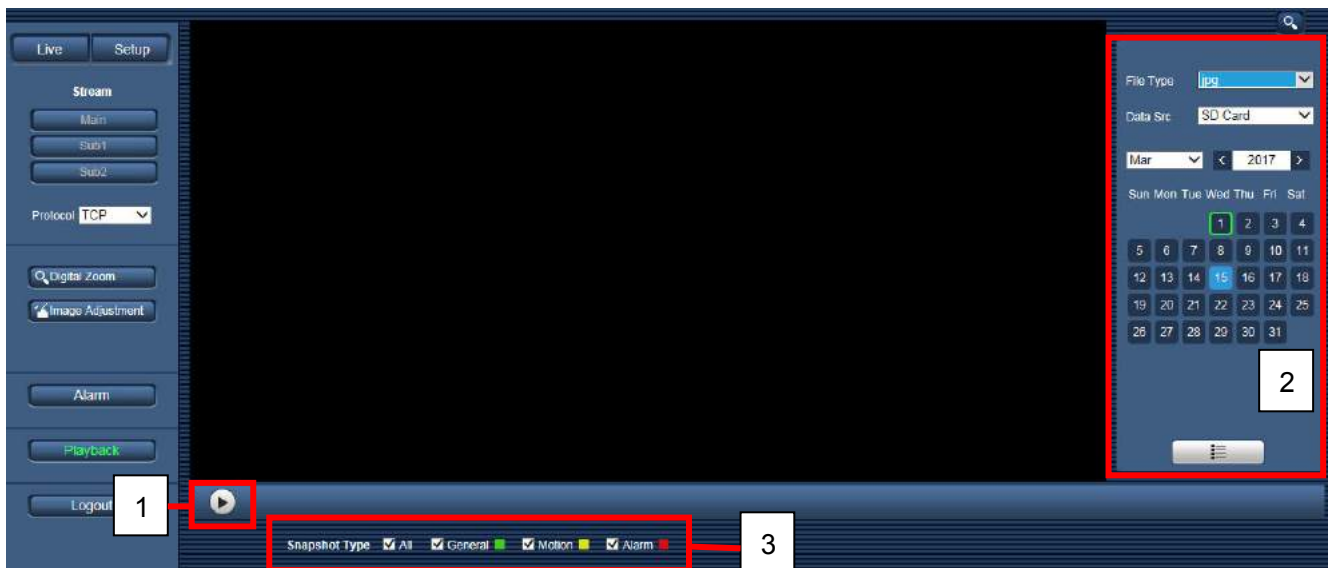 Live Setup
Stream
Main
Sub1
Sub2
Protocol TCP
Digital Zoom
Image Adjustment
Alarm
Playback
Logout
1
Snapshot Type All General Motion Alarm
3
File Type jpg
Data Src SD Card
Mar < 2017 >
Sun Mon Tue Wed Thu Fri Sat
1 2 3 4
5 6 7 8 9 10 11
12 13 14 15 16 17 18
19 20 21 22 23 24 25
26 27 28 29 30 31
2